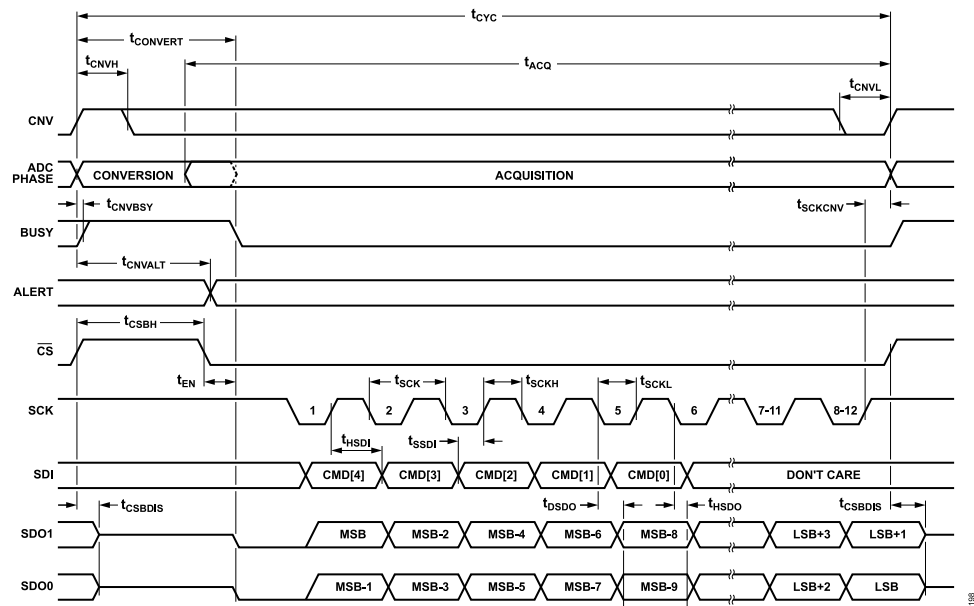 tCYC
tCONVERT
tCNVH
tACQ
tCNVL
CNV
ADC
PHASE
CONVERSION
ACQUISITION
tCNVBSY
tSCKCNV
BUSY
tCNVALT
ALERT
tCSBH
CS
tEN
tSCK
tSCKH
tSCKL
SCK
1
2
3
4
5
6
7-11
8-12
tHSDI
tSSDI
SDI
CMD[4]
CMD[3]
CMD[2]
CMD[1]
CMD[0]
DON'T CARE
tCSBDIS
tDSDO
tHSDO
tCSBDIS
SDO1
MSB
MSB-2
MSB-4
MSB-6
MSB-8
LSB+3
LSB+1
SDO0
MSB-1
MSB-3
MSB-5
MSB-7
MSB-9
LSB+2
LSB
198